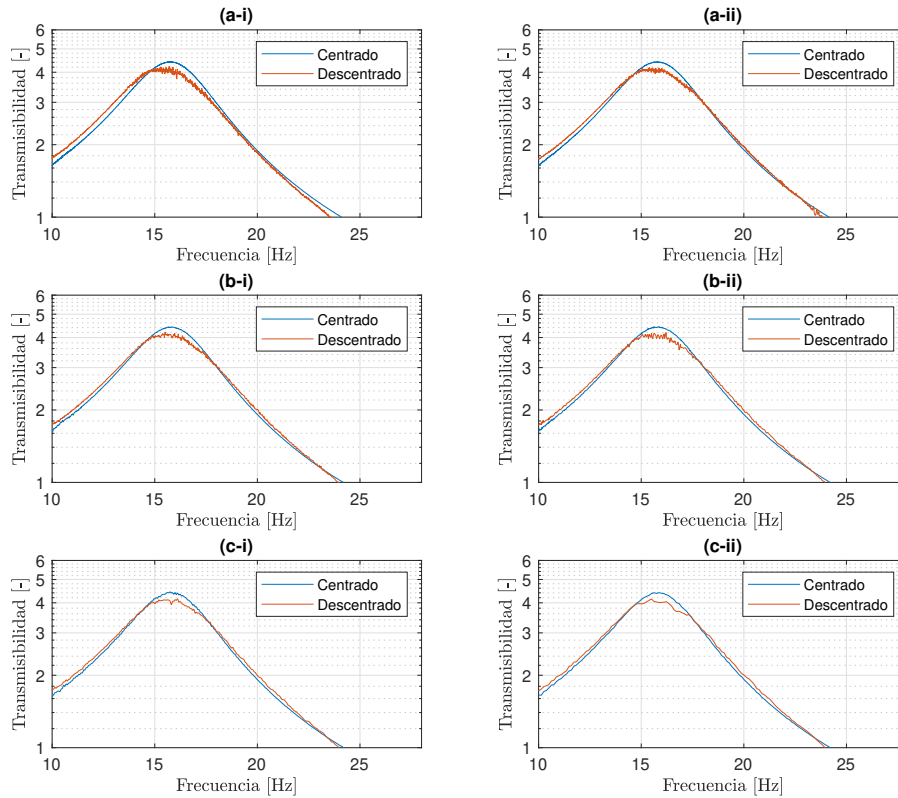 (a-i)
Transmisibilidad [-]
6
5
4
3
2
1
Centrado
Descentrado
10
15
20
25
Frecuencia [Hz]
(a-ii)
Transmisibilidad [-]
6
5
4
3
2
1
Centrado
Descentrado
10
15
20
25
Frecuencia [Hz]
(b-i)
Transmisibilidad [-]
6
5
4
3
2
1
Centrado
Descentrado
10
15
20
25
Frecuencia [Hz]
(b-ii)
Transmisibilidad [-]
6
5
4
3
2
1
Centrado
Descentrado
10
15
20
25
Frecuencia [Hz]
(c-i)
Transmisibilidad [-]
6
5
4
3
2
1
Centrado
Descentrado
10
15
20
25
Frecuencia [Hz]
(c-ii)
Transmisibilidad [-]
6
5
4
3
2
1
Centrado
Descentrado
10
15
20
25
Frecuencia [Hz]